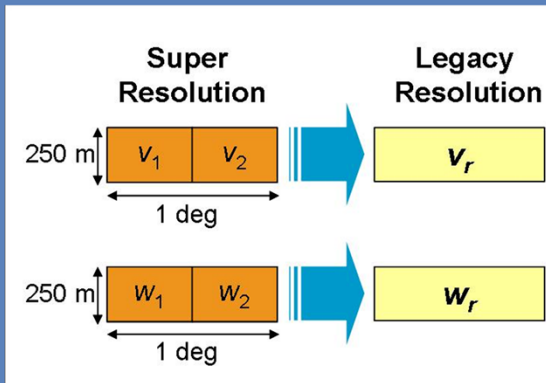 Super
Resolution
Legacy
Resolution
250 m
v1
v2
vr
1 deg
250 m
w1
w2
wr
1 deg